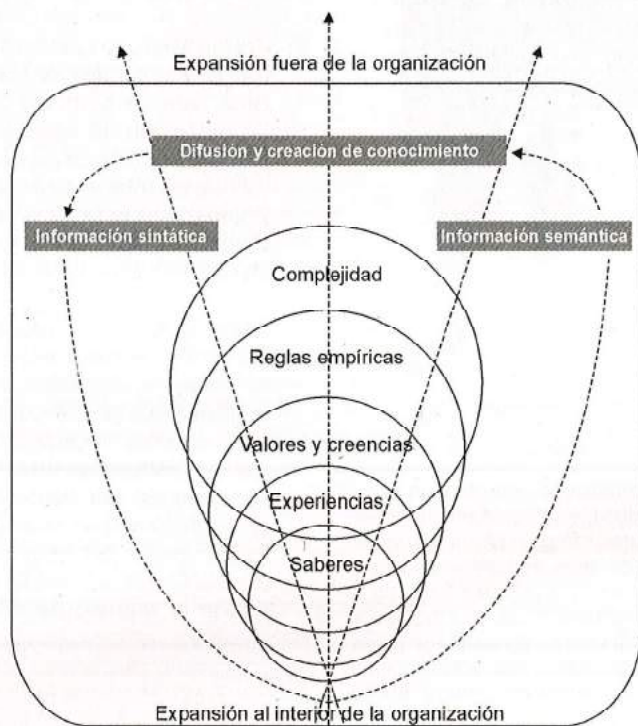 Expansión fuera de la organización
Difusión y creación de conocimiento
Información sintática
Información semántica
Complejidad
Reglas empíricas
Valores y creencias
Experiencias
Saberes
Expansión al interior de la organización